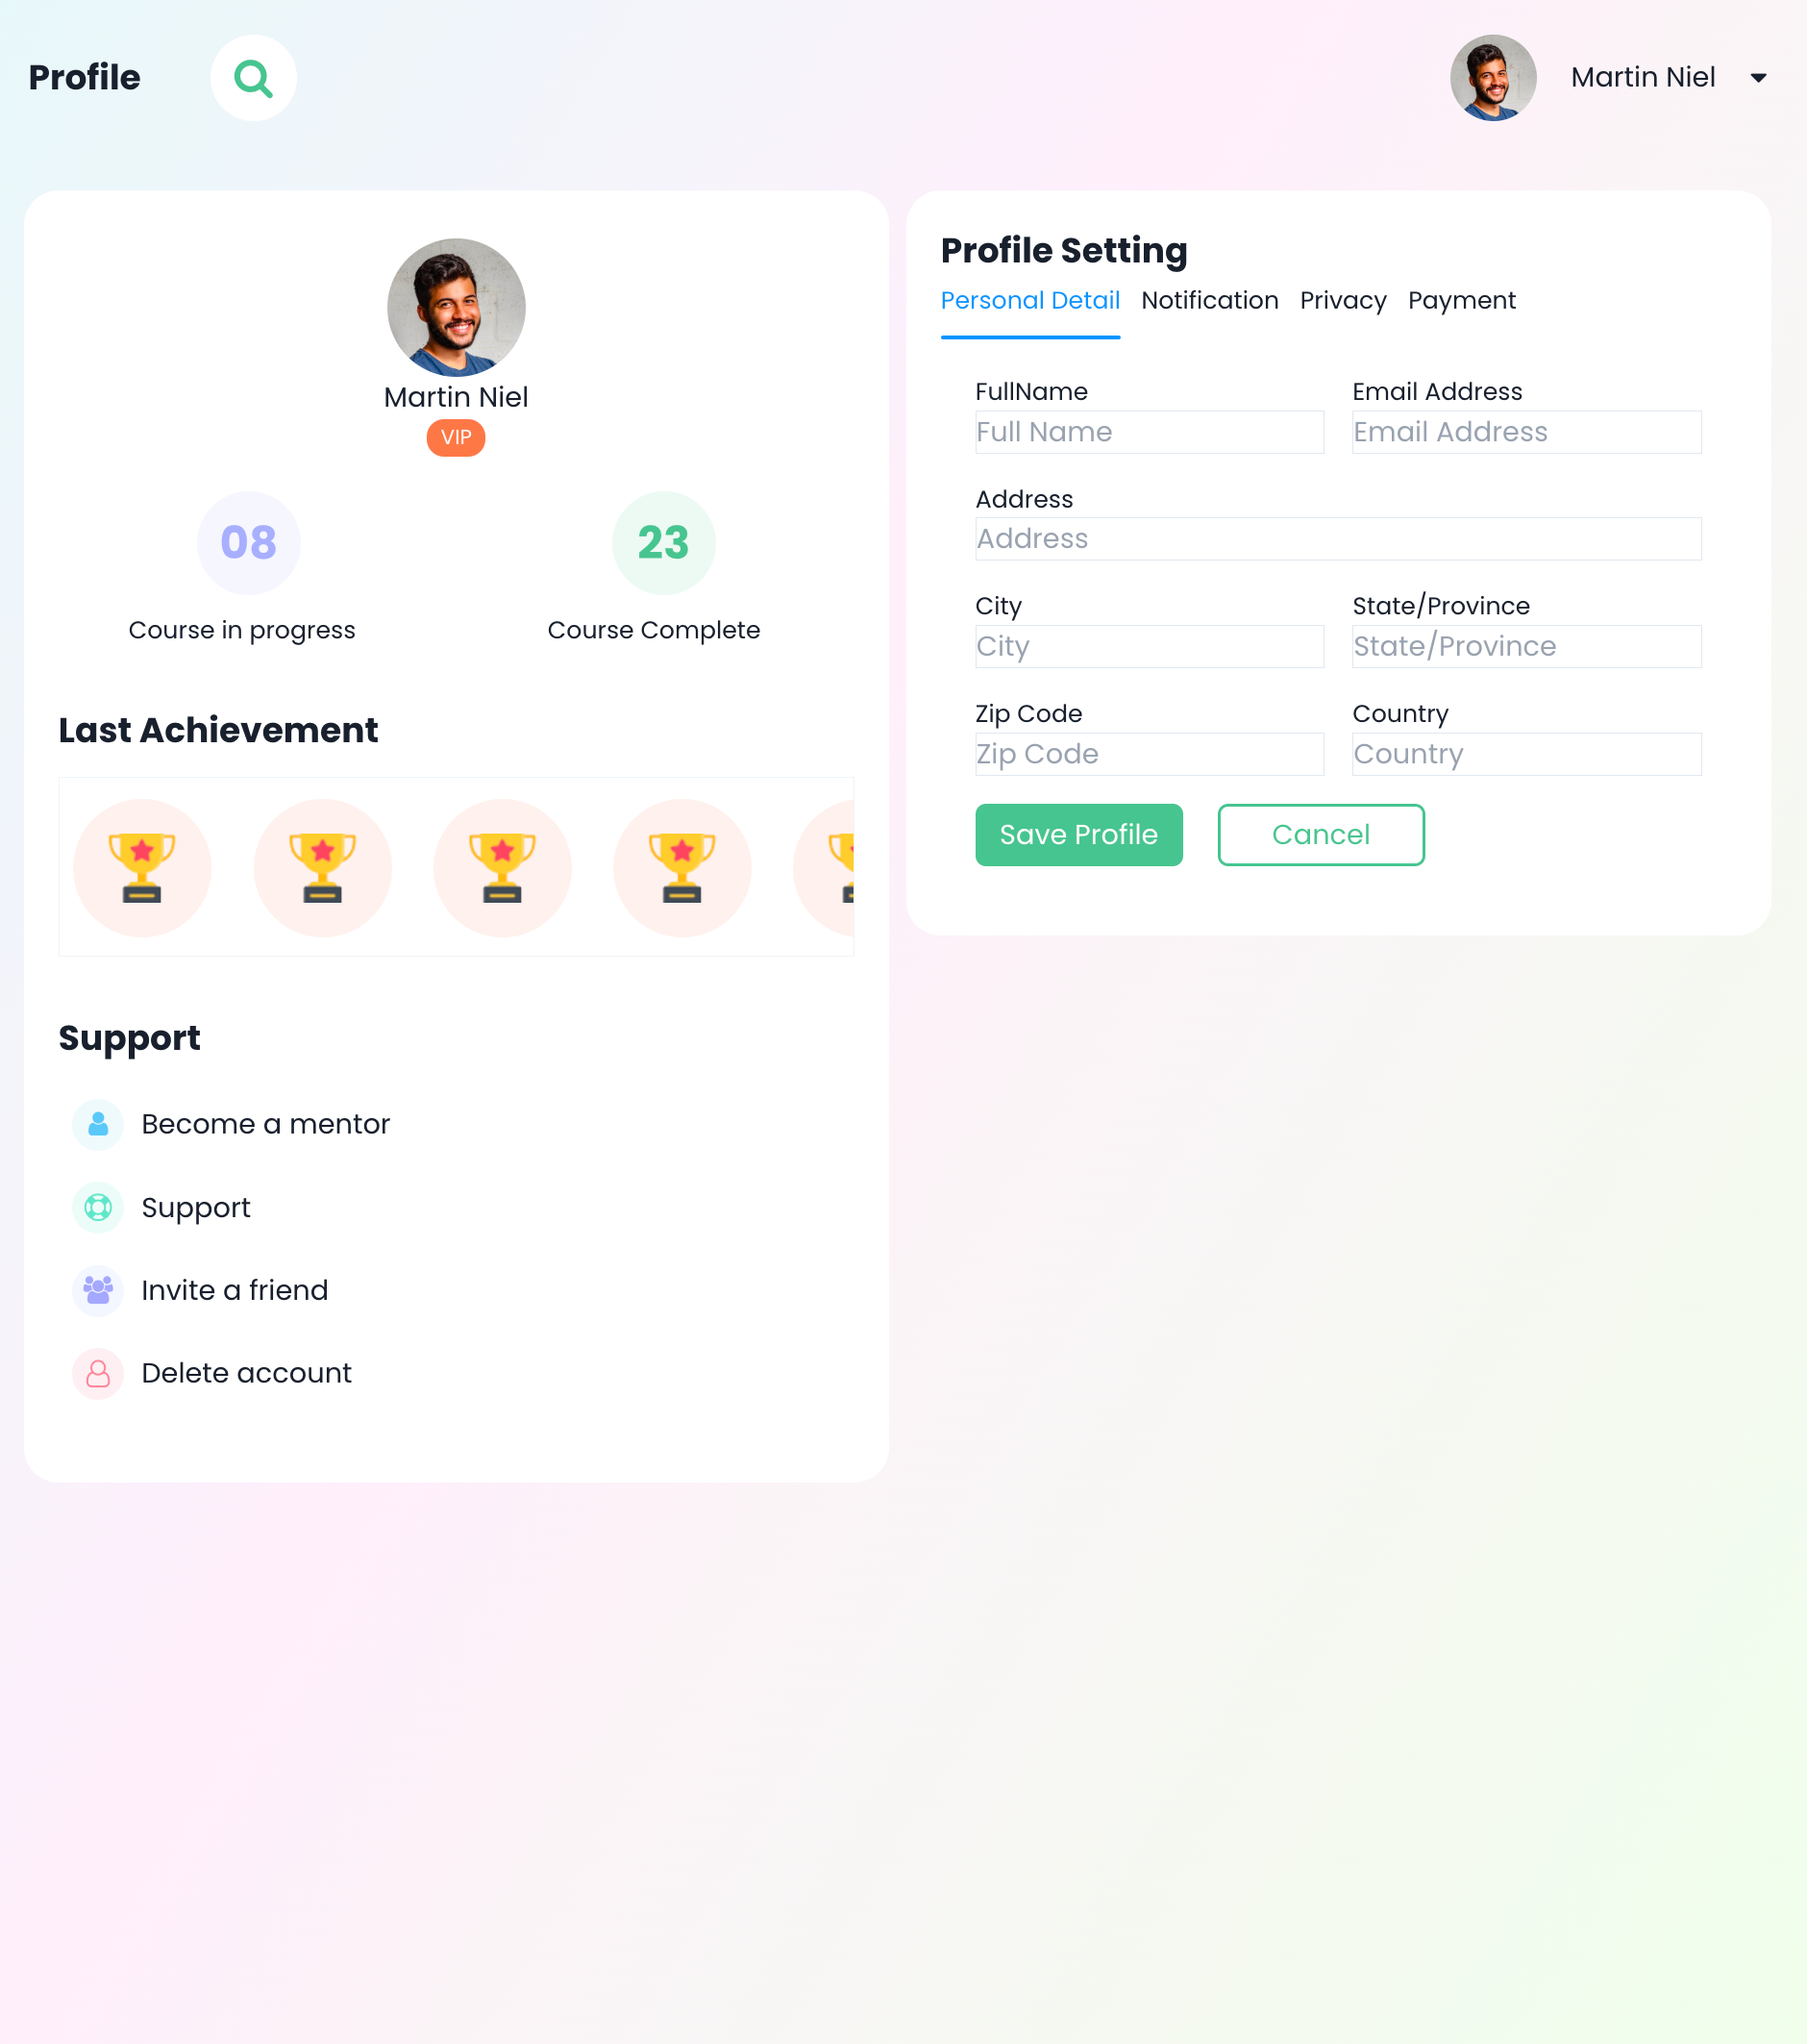 Profile
Martin Niel
Martin Niel
VIP
08
23
Course in progress
Course Complete
Last Achievement
Support
Become a mentor
Support
Invite a friend
Delete account
Profile Setting
Personal Detail Notification Privacy Payment
FullName
Email Address
Full Name
Email Address
Address
Address
City
State/Province
City
State/Province
Zip Code
Country
Zip Code
Country
Save Profile
Cancel